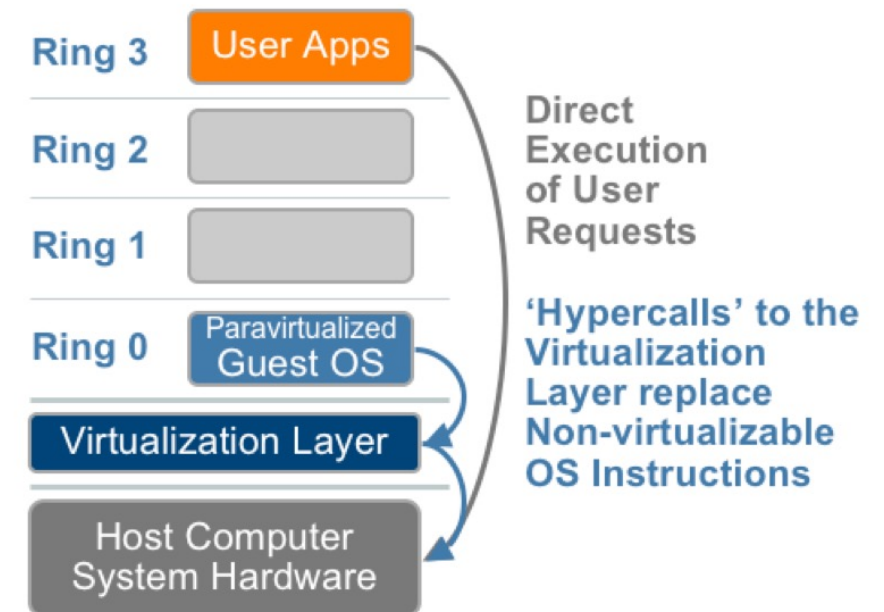 Ring 3
User Apps
Ring 2
Ring 1
Ring 0
Paravirtualized
Guest OS
Virtualization Layer
Host Computer
System Hardware
Direct
Execution
of User
Requests
‘Hypercalls’ to the
Virtualization
Layer replace
Non-virtualizable
OS Instructions